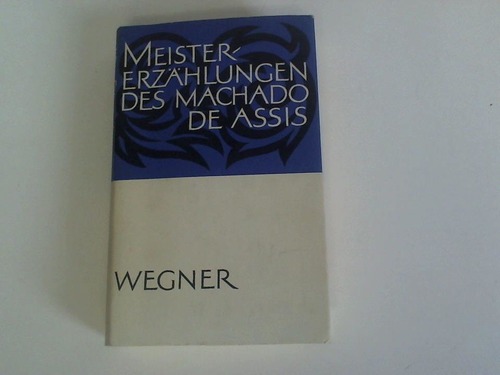 MEISTER-
ERZÄHLUNGEN
DES MACHADO
DE ASSIS
WEGNER